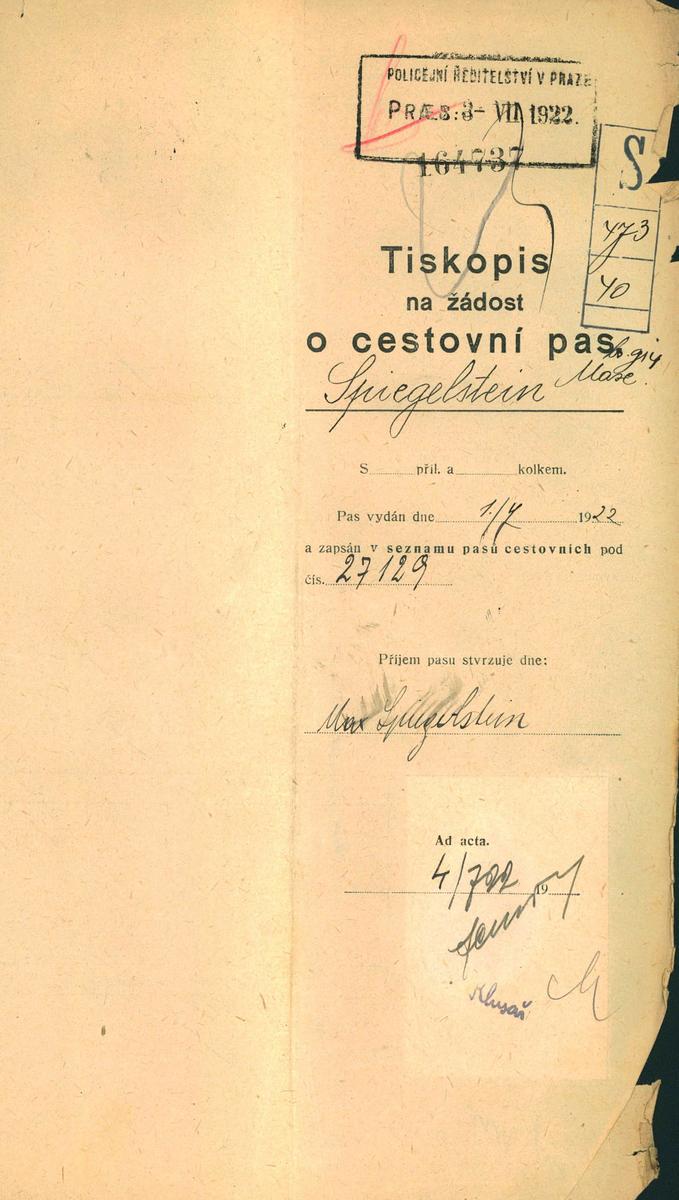 POLICEJNÍ ŘEDITELSTVÍ V PRAZE
PRÆS: 3- VII 1922.
164737
S
473
40
Tiskopis
na žádost
o cestovní pas.
Spiegelstein
S příl. a kolkem.
Pas vydán dne 1./7 1922
a zapsán v seznamu pasů cestovních pod
čís. 27129
Příjem pasu stvrzuje dne:
Max Spiegelstein
Ad acta.
4/722 19